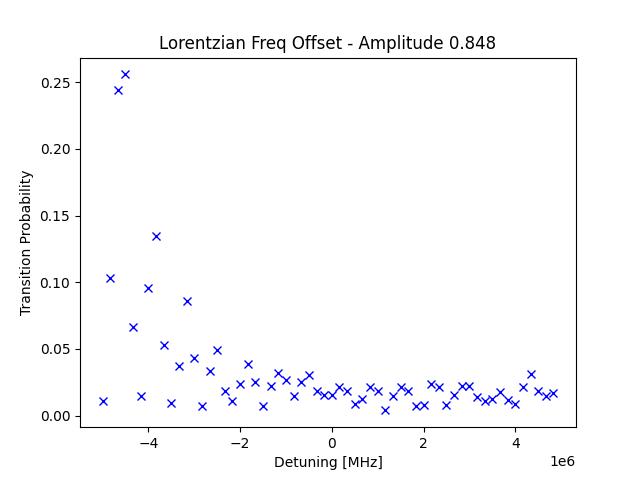 Lorentzian Freq Offset - Amplitude 0.848
0.25
0.20
0.15
0.10
0.05
0.00
Transition Probability
−4
−2
0
2
4
1e6
Detuning [MHz]